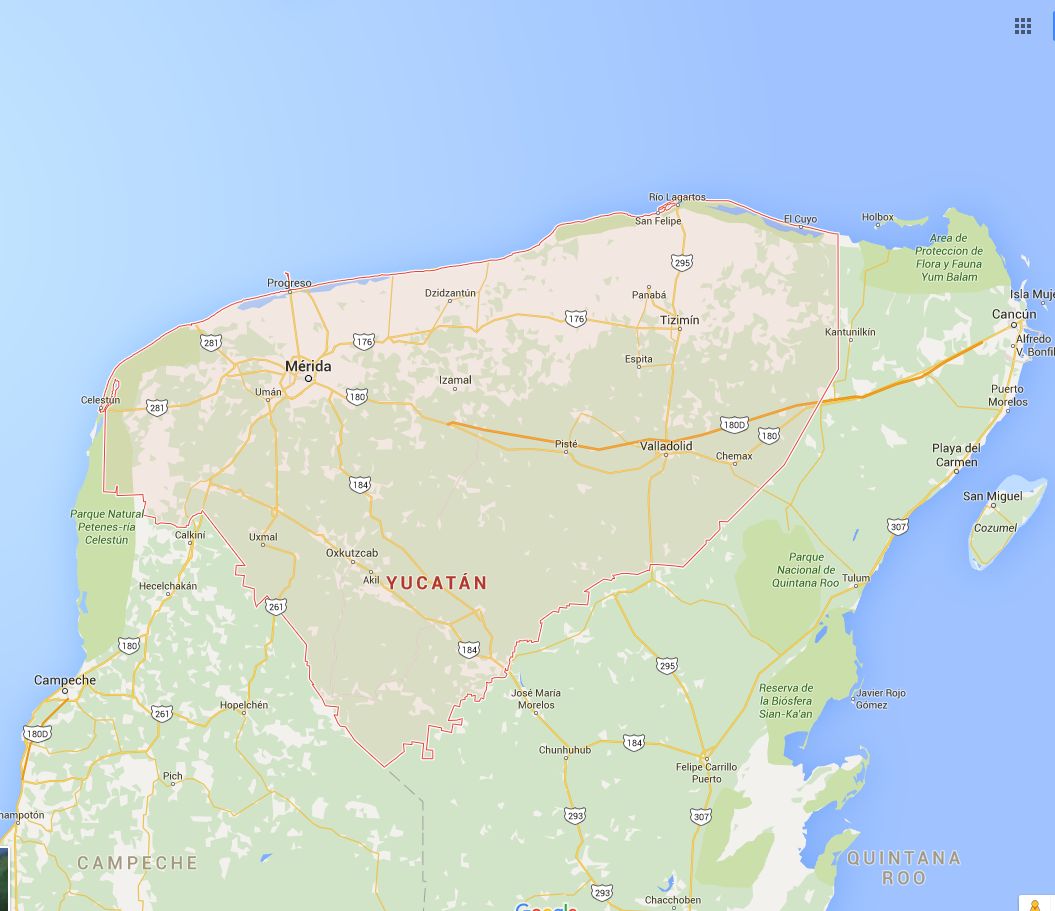 Río Lagartos
San Felipe
El Cuyo
Holbox
Area de
Proteccion de
Flora y Fauna
Yum Balam
295
Progreso
Dzidzantún
Panabá
Isla Muje
Cancún
176
Tizimín
281
176
Kantunilkín
Alfredo
V. Bonfil
Mérida
Espita
Izamal
Umán
180
Puerto
Morelos
Celestún
281
180D
180
Pisté
Valladolid
Chemax
Playa del
Carmen
184
San Miguel
Cozumel
Parque Natural
Petenes-ría
Celestún
307
Calkiní
Uxmal
Oxkutzcab
Akil
YUCATÁN
Parque
Nacional de
Quintana Roo
Tulum
Hecelchakán
261
180
184
295
Campeche
José María
Morelos
Reserva de
la Biósfera
Sian-Ka'an
Javier Rojo
Gómez
Hopelchén
261
180D
184
Chunhuhub
Felipe Carrillo
Puerto
Pich
hampotón
293
307
CAMPECHE
QUINTANA
ROO
293
Chacchoben
Google